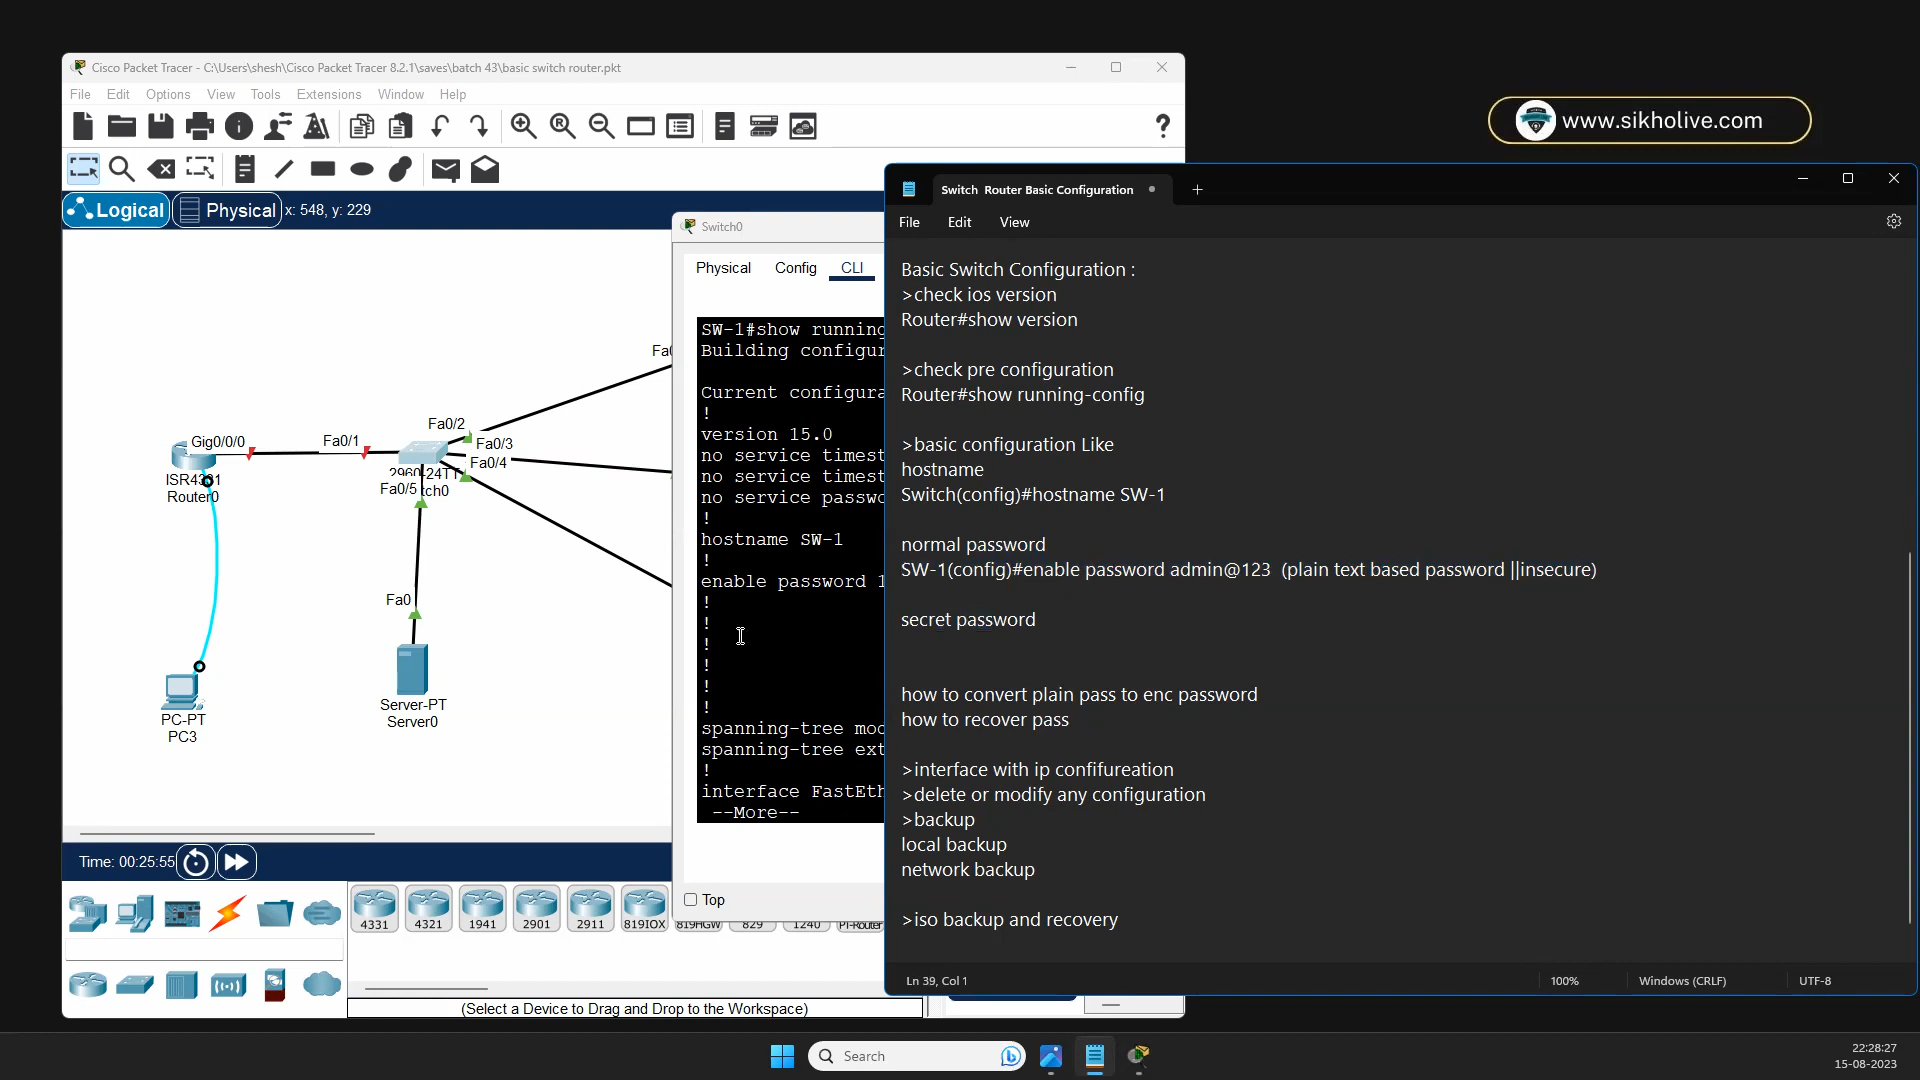 Cisco Packet Tracer - C:\Users\shesh\Cisco Packet Tracer 8.2.1\saves\batch 43\basic switch router.pkt
File Edit Options View Tools Extensions Window Help
www.sikholive.com
Logical Physical x: 548, y: 229
Switch0
Physical Config CLI
SW-1#show running
Building configur
Current configura
!
version 15.0
no service timest
no service timest
no service passwo
!
hostname SW-1
!
enable password 1
!
!
!
!
!
!
spanning-tree mod
spanning-tree ext
!
interface FastEth
--More--
Top
Fa0/2
Fa0/3
Fa0/4
Gig0/0/0
Fa0/1
ISR4331
Router0
Fa0/5
Fa0
PC-PT
PC3
Server-PT
Server0
Time: 00:25:55
4331 4321 1941 2901 2911 819IOX 819HGW 829 1240 PT-Router
(Select a Device to Drag and Drop to the Workspace)
Switch Router Basic Configuration
File Edit View
Basic Switch Configuration :
>check ios version
Router#show version
>check pre configuration
Router#show running-config
>basic configuration Like
hostname
Switch(config)#hostname SW-1
normal password
SW-1(config)#enable password admin@123 (plain text based password ||insecure)
secret password
how to convert plain pass to enc password
how to recover pass
>interface with ip confifureation
>delete or modify any configuration
>backup
local backup
network backup
>iso backup and recovery
Ln 39, Col 1 100% Windows (CRLF) UTF-8
Search
22:28:27
15-08-2023